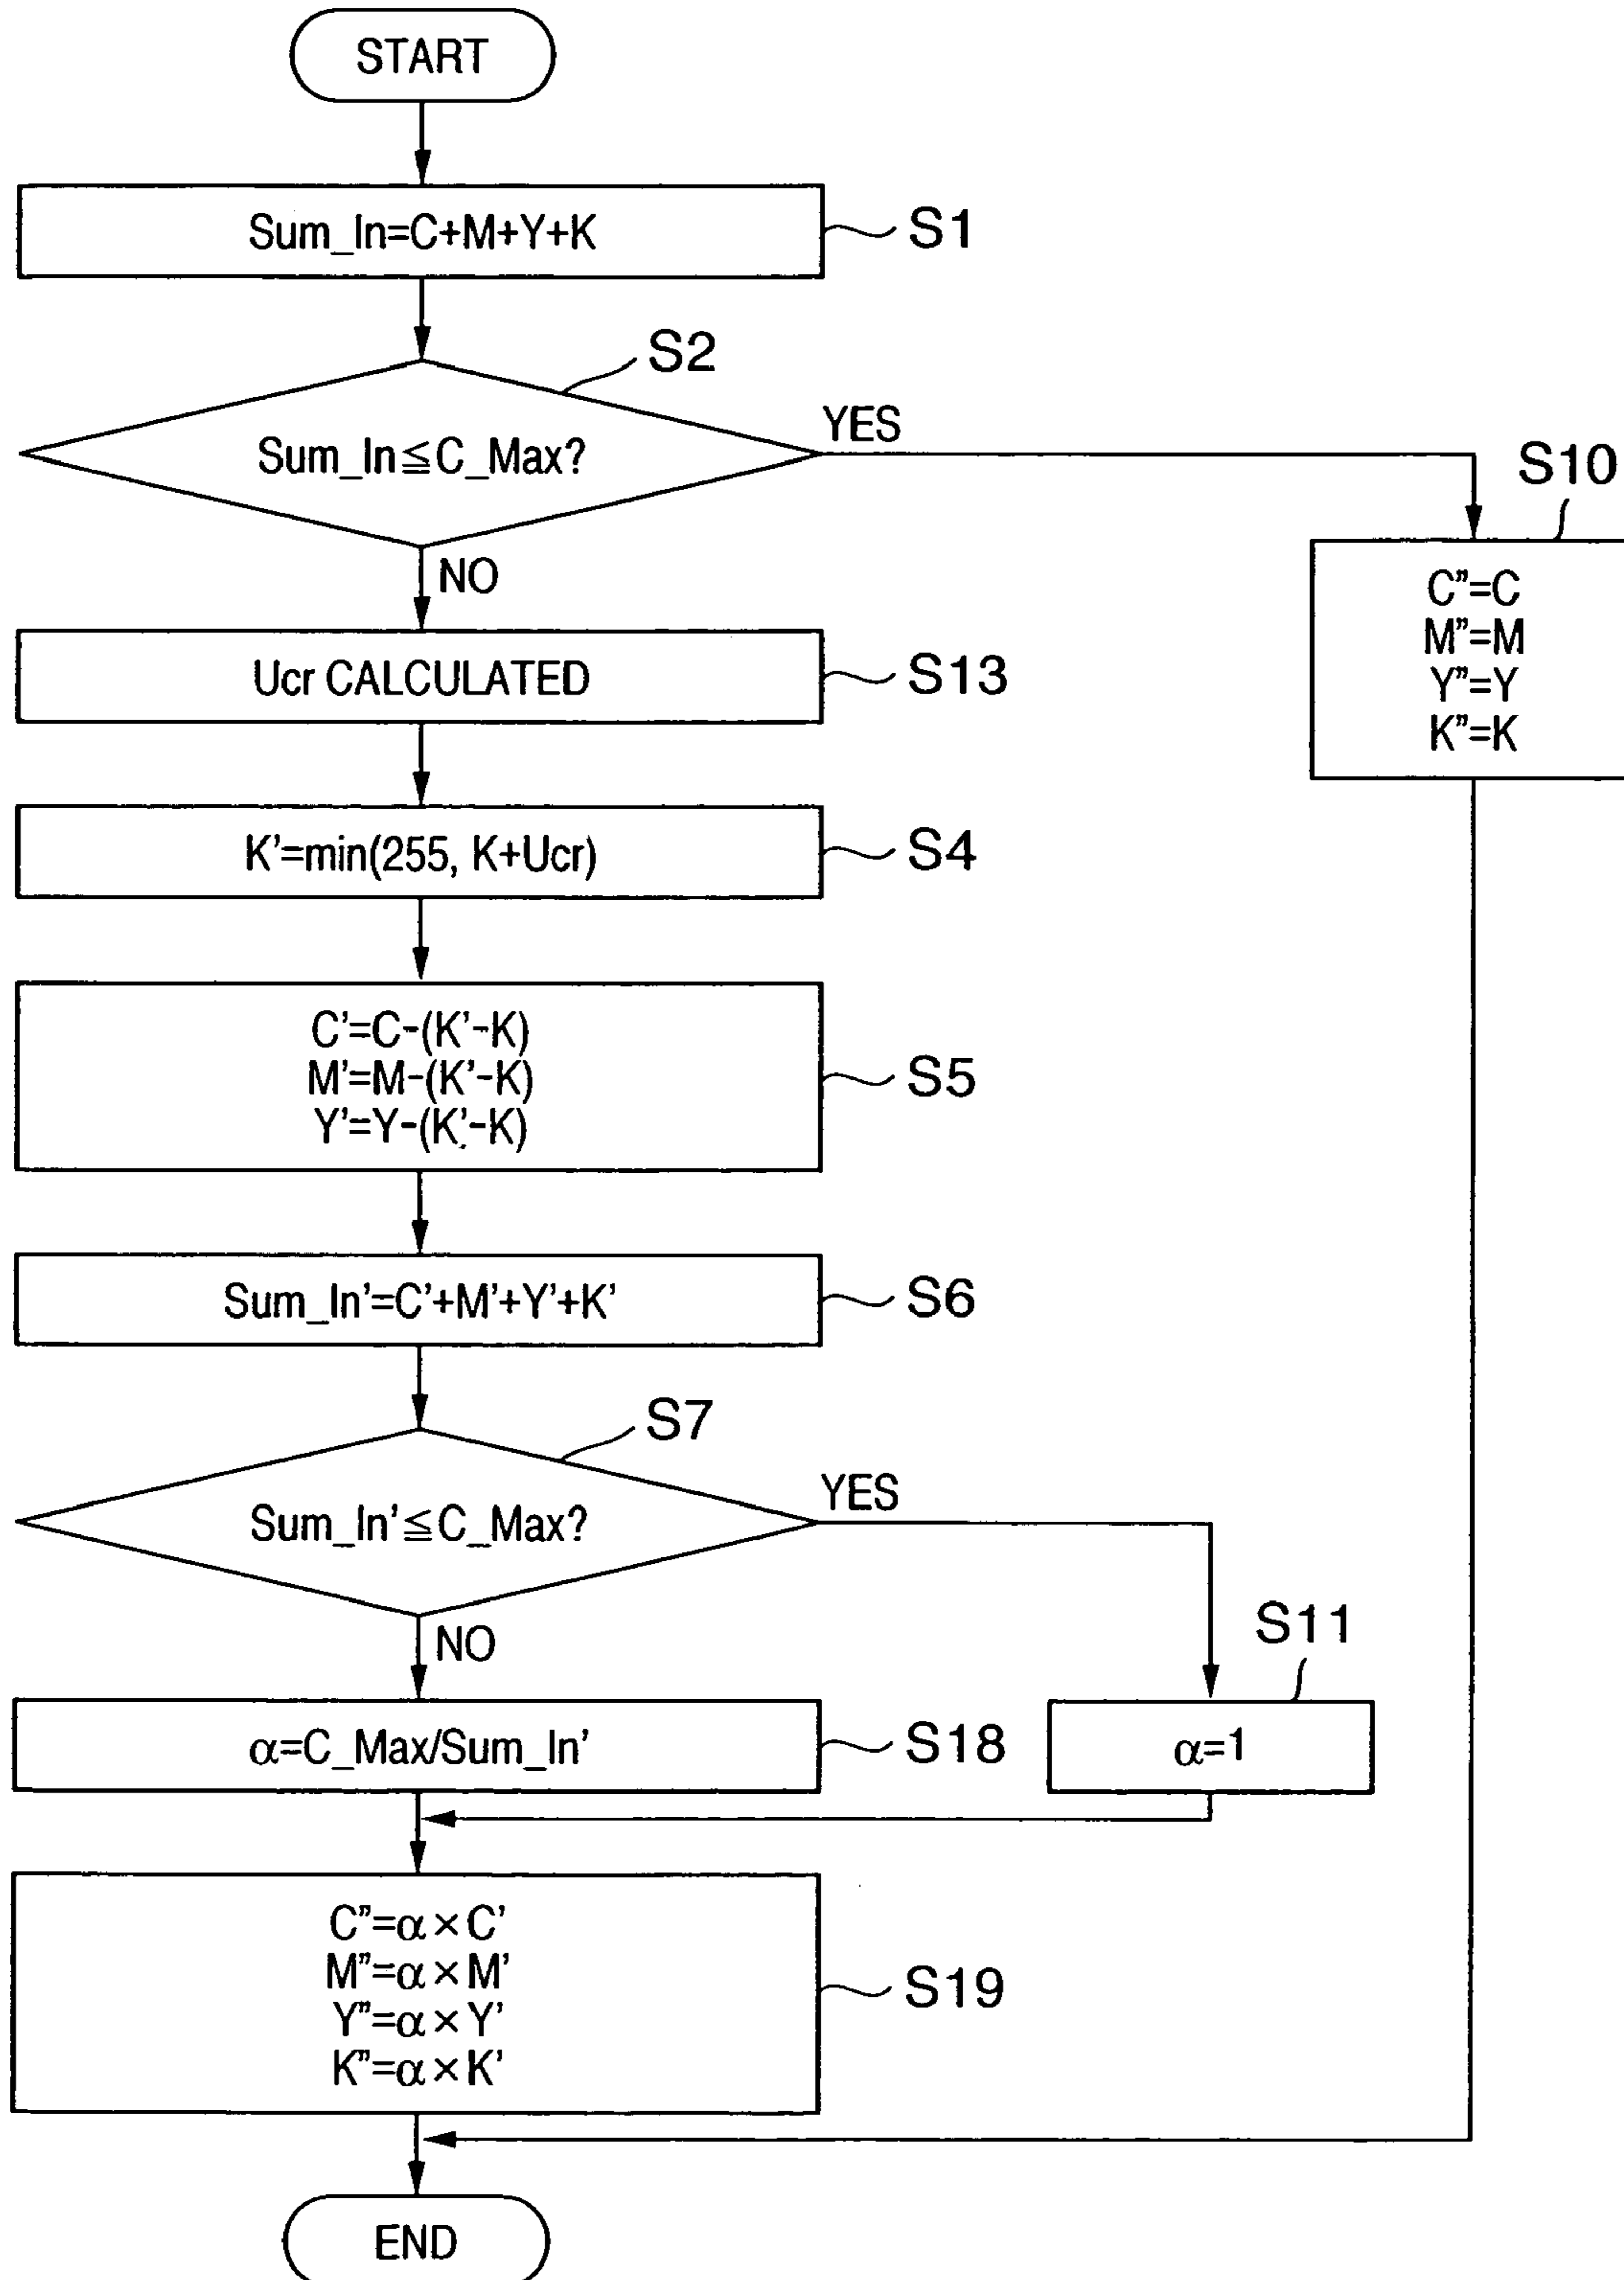 START
Sum_In=C+M+Y+K
S1
S2
Sum_In≦C_Max?
YES
NO
S10
C”=C
M”=M
Y”=Y
K”=K
Ucr CALCULATED
S13
K’=min(255, K+Ucr)
S4
C’=C-(K’-K)
M’=M-(K’-K)
Y’=Y-(K’-K)
S5
Sum_In’=C’+M’+Y’+K’
S6
S7
Sum_In’≦C_Max?
YES
NO
S11
α=C_Max/Sum_In’
S18
α=1
C”=α×C’
M”=α×M’
Y”=α×Y’
K”=α×K’
S19
END